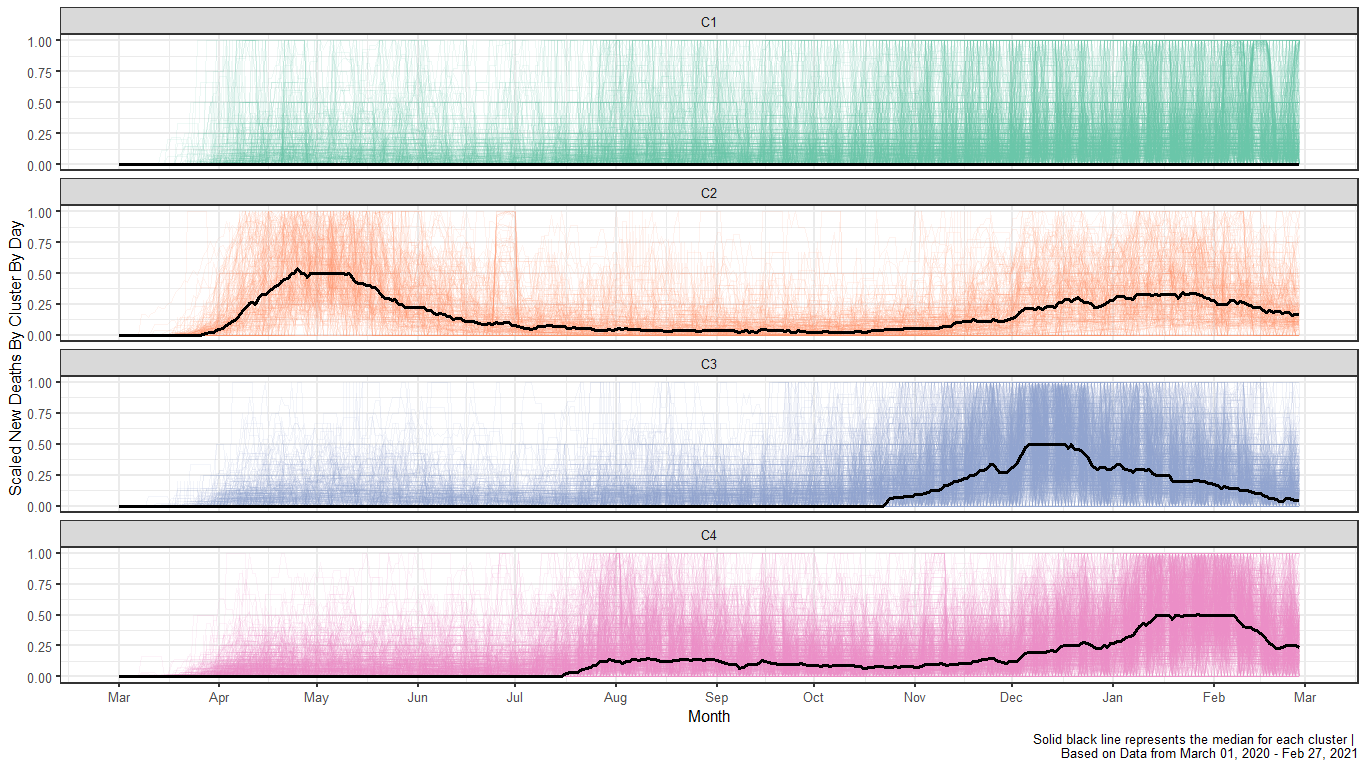 C1
1.00
0.75
0.50
0.25
0.00
C2
1.00
0.75
0.50
0.25
0.00
C3
1.00
0.75
0.50
0.25
0.00
C4
1.00
0.75
0.50
0.25
0.00
Scaled New Deaths By Cluster By Day
Mar Apr May Jun Jul Aug Sep Oct Nov Dec Jan Feb Mar
Month
Solid black line represents the median for each cluster |
Based on Data from March 01, 2020 - Feb 27, 2021